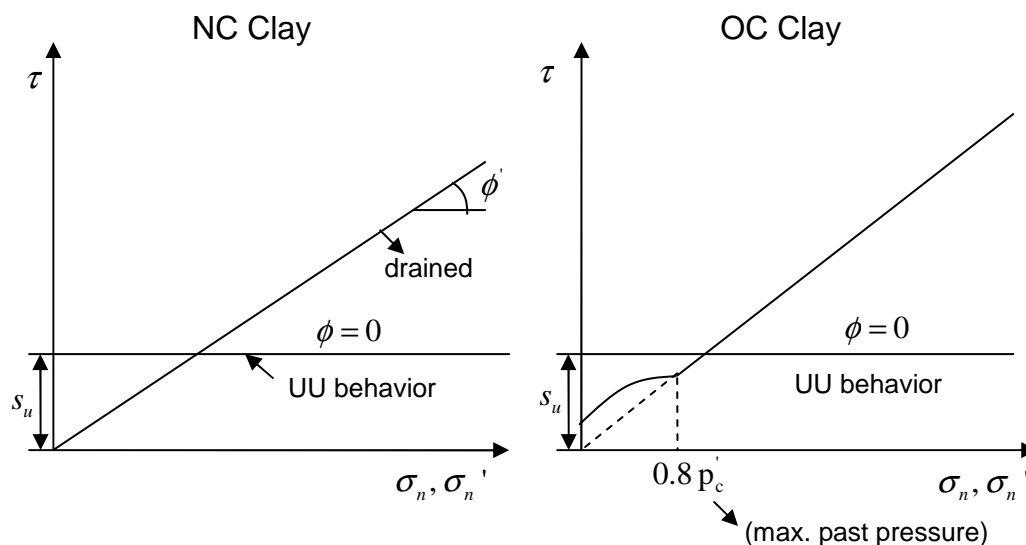 NC Clay
τ
ϕ'
drained
ϕ = 0
UU behavior
s_u
σ_n, σ_n'
OC Clay
τ
ϕ = 0
UU behavior
s_u
0.8 p_c'
σ_n, σ_n'
(max. past pressure)